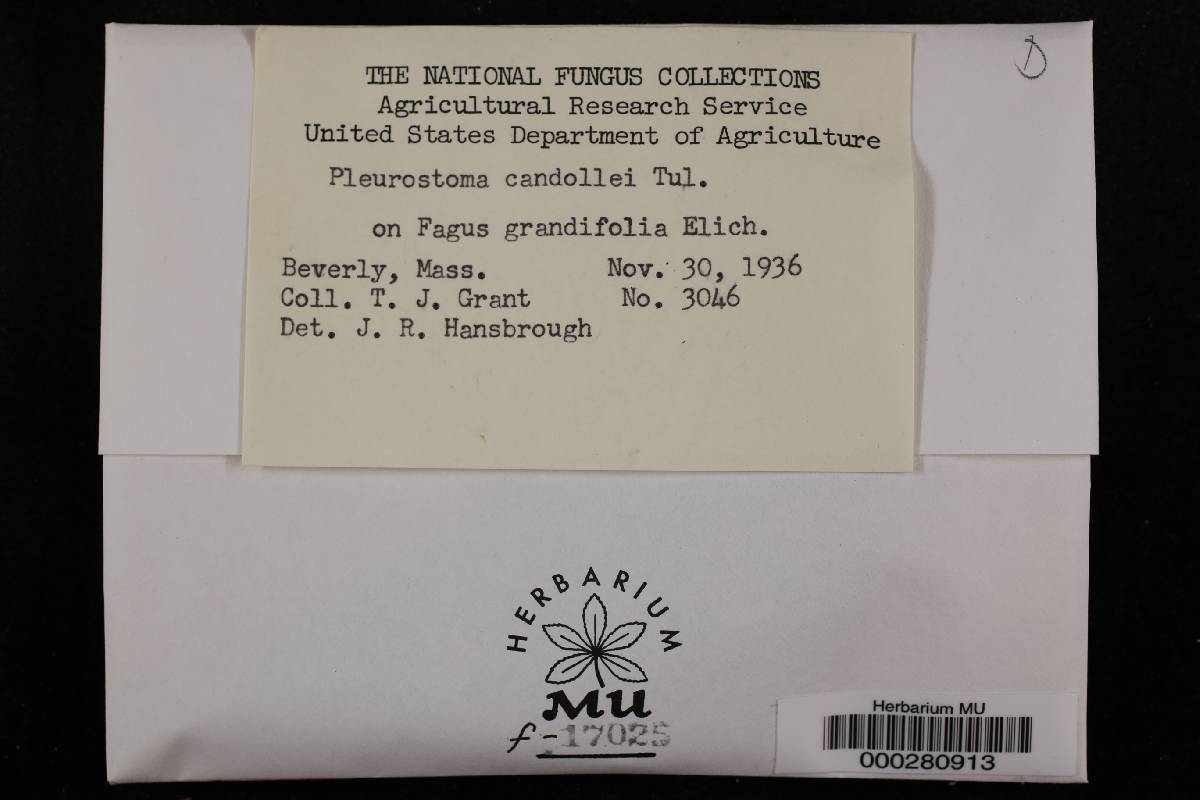 THE NATIONAL FUNGUS COLLECTIONS
Agricultural Research Service
United States Department of Agriculture
Pleurostoma candollei Tul.
on Fagus grandifolia Elich.
Beverly, Mass. Nov. 30, 1936
Coll. T. J. Grant No. 3046
Det. J. R. Hansbrough
HERBARIUM
MU
f-17025
Herbarium MU
000280913